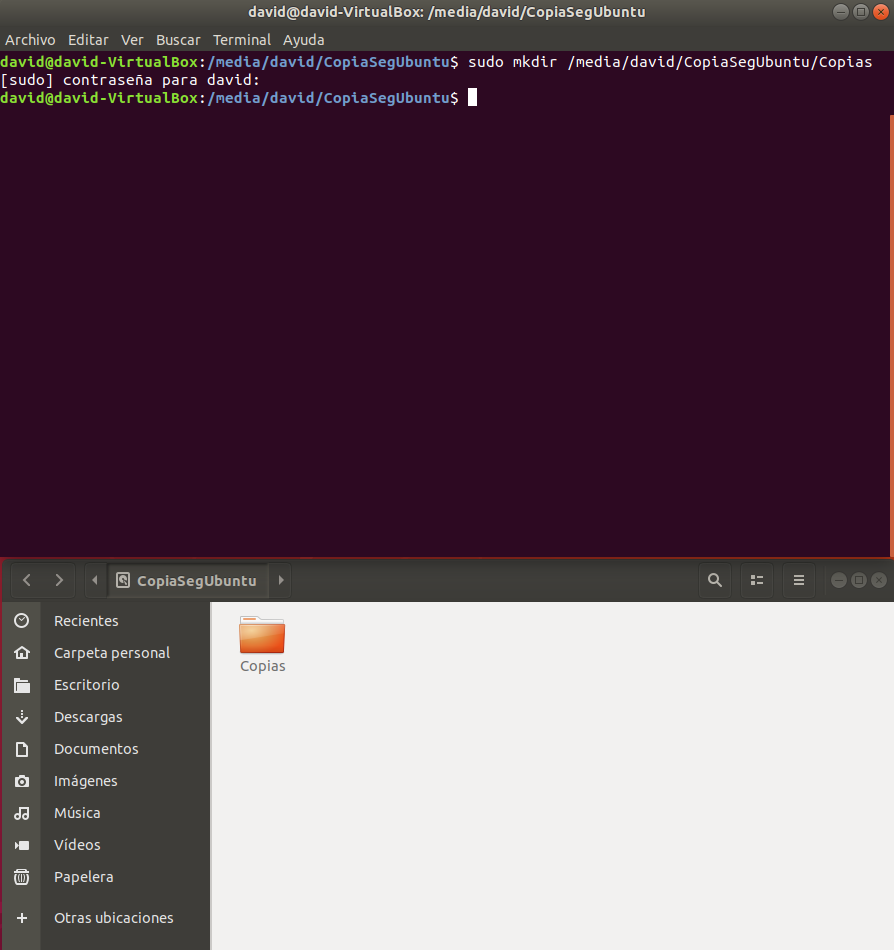 david@david-VirtualBox: /media/david/CopiaSegUbuntu
Archivo Editar Ver Buscar Terminal Ayuda
david@david-VirtualBox:/media/david/CopiaSegUbuntu$ sudo mkdir /media/david/CopiaSegUbuntu/Copias
[sudo] contraseña para david:
david@david-VirtualBox:/media/david/CopiaSegUbuntu$
CopiaSegUbuntu
Recientes
Carpeta personal
Escritorio
Descargas
Documentos
Imágenes
Música
Vídeos
Papelera
Otras ubicaciones
Copias